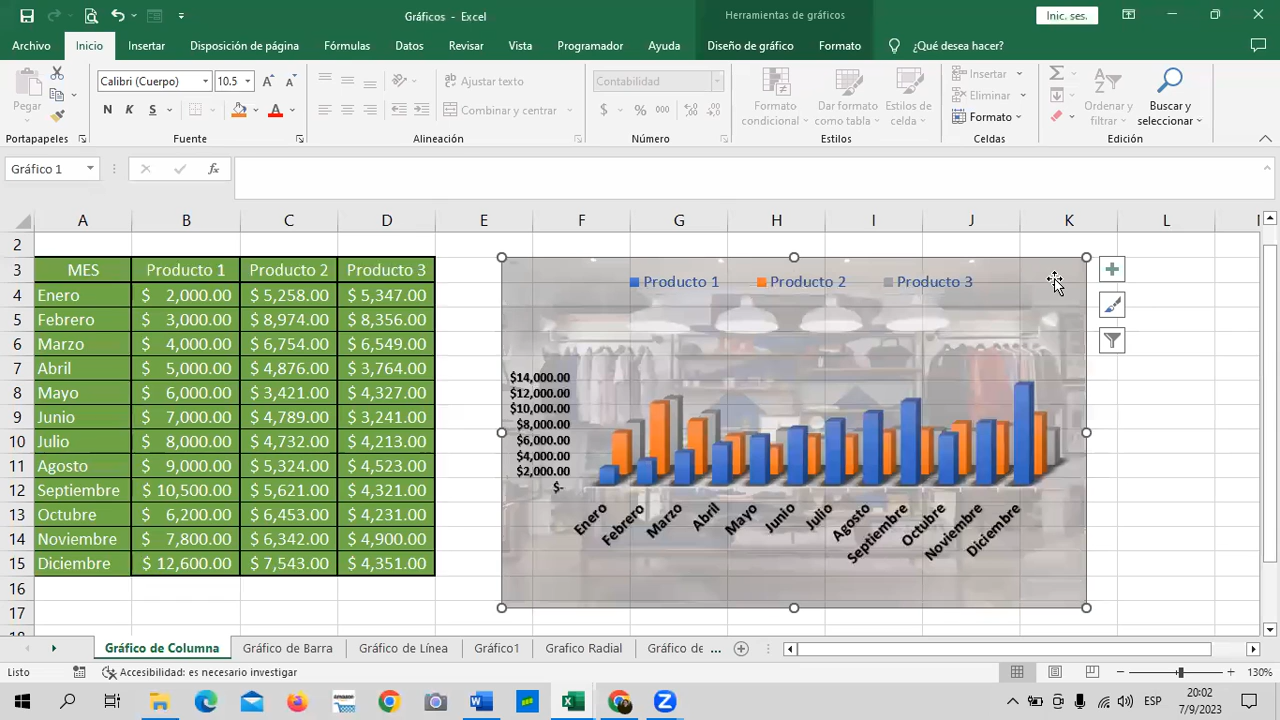 Gráficos - Excel
Herramientas de gráficos
Inic. ses.
Archivo Inicio Insertar Disposición de página Fórmulas Datos Revisar Vista Programador Ayuda Diseño de gráfico Formato ¿Qué desea hacer?
Pegar
Calibri (Cuerpo) 10.5
N K S
Ajustar texto
Combinar y centrar
Contabilidad
$ % 000
Formato condicional
Dar formato como tabla
Estilos de celda
Insertar
Eliminar
Formato
Ordenar y filtrar
Buscar y seleccionar
Portapapeles Fuente Alineación Número Estilos Celdas Edición
Gráfico 1 fx
A B C D E F G H I J K L
2
3 MES Producto 1 Producto 2 Producto 3
4 Enero $ 2,000.00 $ 5,258.00 $ 5,347.00
5 Febrero $ 3,000.00 $ 8,974.00 $ 8,356.00
6 Marzo $ 4,000.00 $ 6,754.00 $ 6,549.00
7 Abril $ 5,000.00 $ 4,876.00 $ 3,764.00
8 Mayo $ 6,000.00 $ 3,421.00 $ 4,327.00
9 Junio $ 7,000.00 $ 4,789.00 $ 3,241.00
10 Julio $ 8,000.00 $ 4,732.00 $ 4,213.00
11 Agosto $ 9,000.00 $ 5,324.00 $ 4,523.00
12 Septiembre $ 10,500.00 $ 5,621.00 $ 4,321.00
13 Octubre $ 6,200.00 $ 6,453.00 $ 4,231.00
14 Noviembre $ 7,800.00 $ 6,342.00 $ 4,900.00
15 Diciembre $ 12,600.00 $ 7,543.00 $ 4,351.00
16
17
Producto 1 Producto 2 Producto 3
$14,000.00
$12,000.00
$10,000.00
$8,000.00
$6,000.00
$4,000.00
$2,000.00
$-
Enero Febrero Marzo Abril Mayo Junio Julio Agosto Septiembre Octubre Noviembre Diciembre
Gráfico de Columna Gráfico de Barra Gráfico de Línea Gráfico1 Grafico Radial Gráfico de ...
Listo Accesibilidad: es necesario investigar 130%
ESP 20:02
7/9/2023